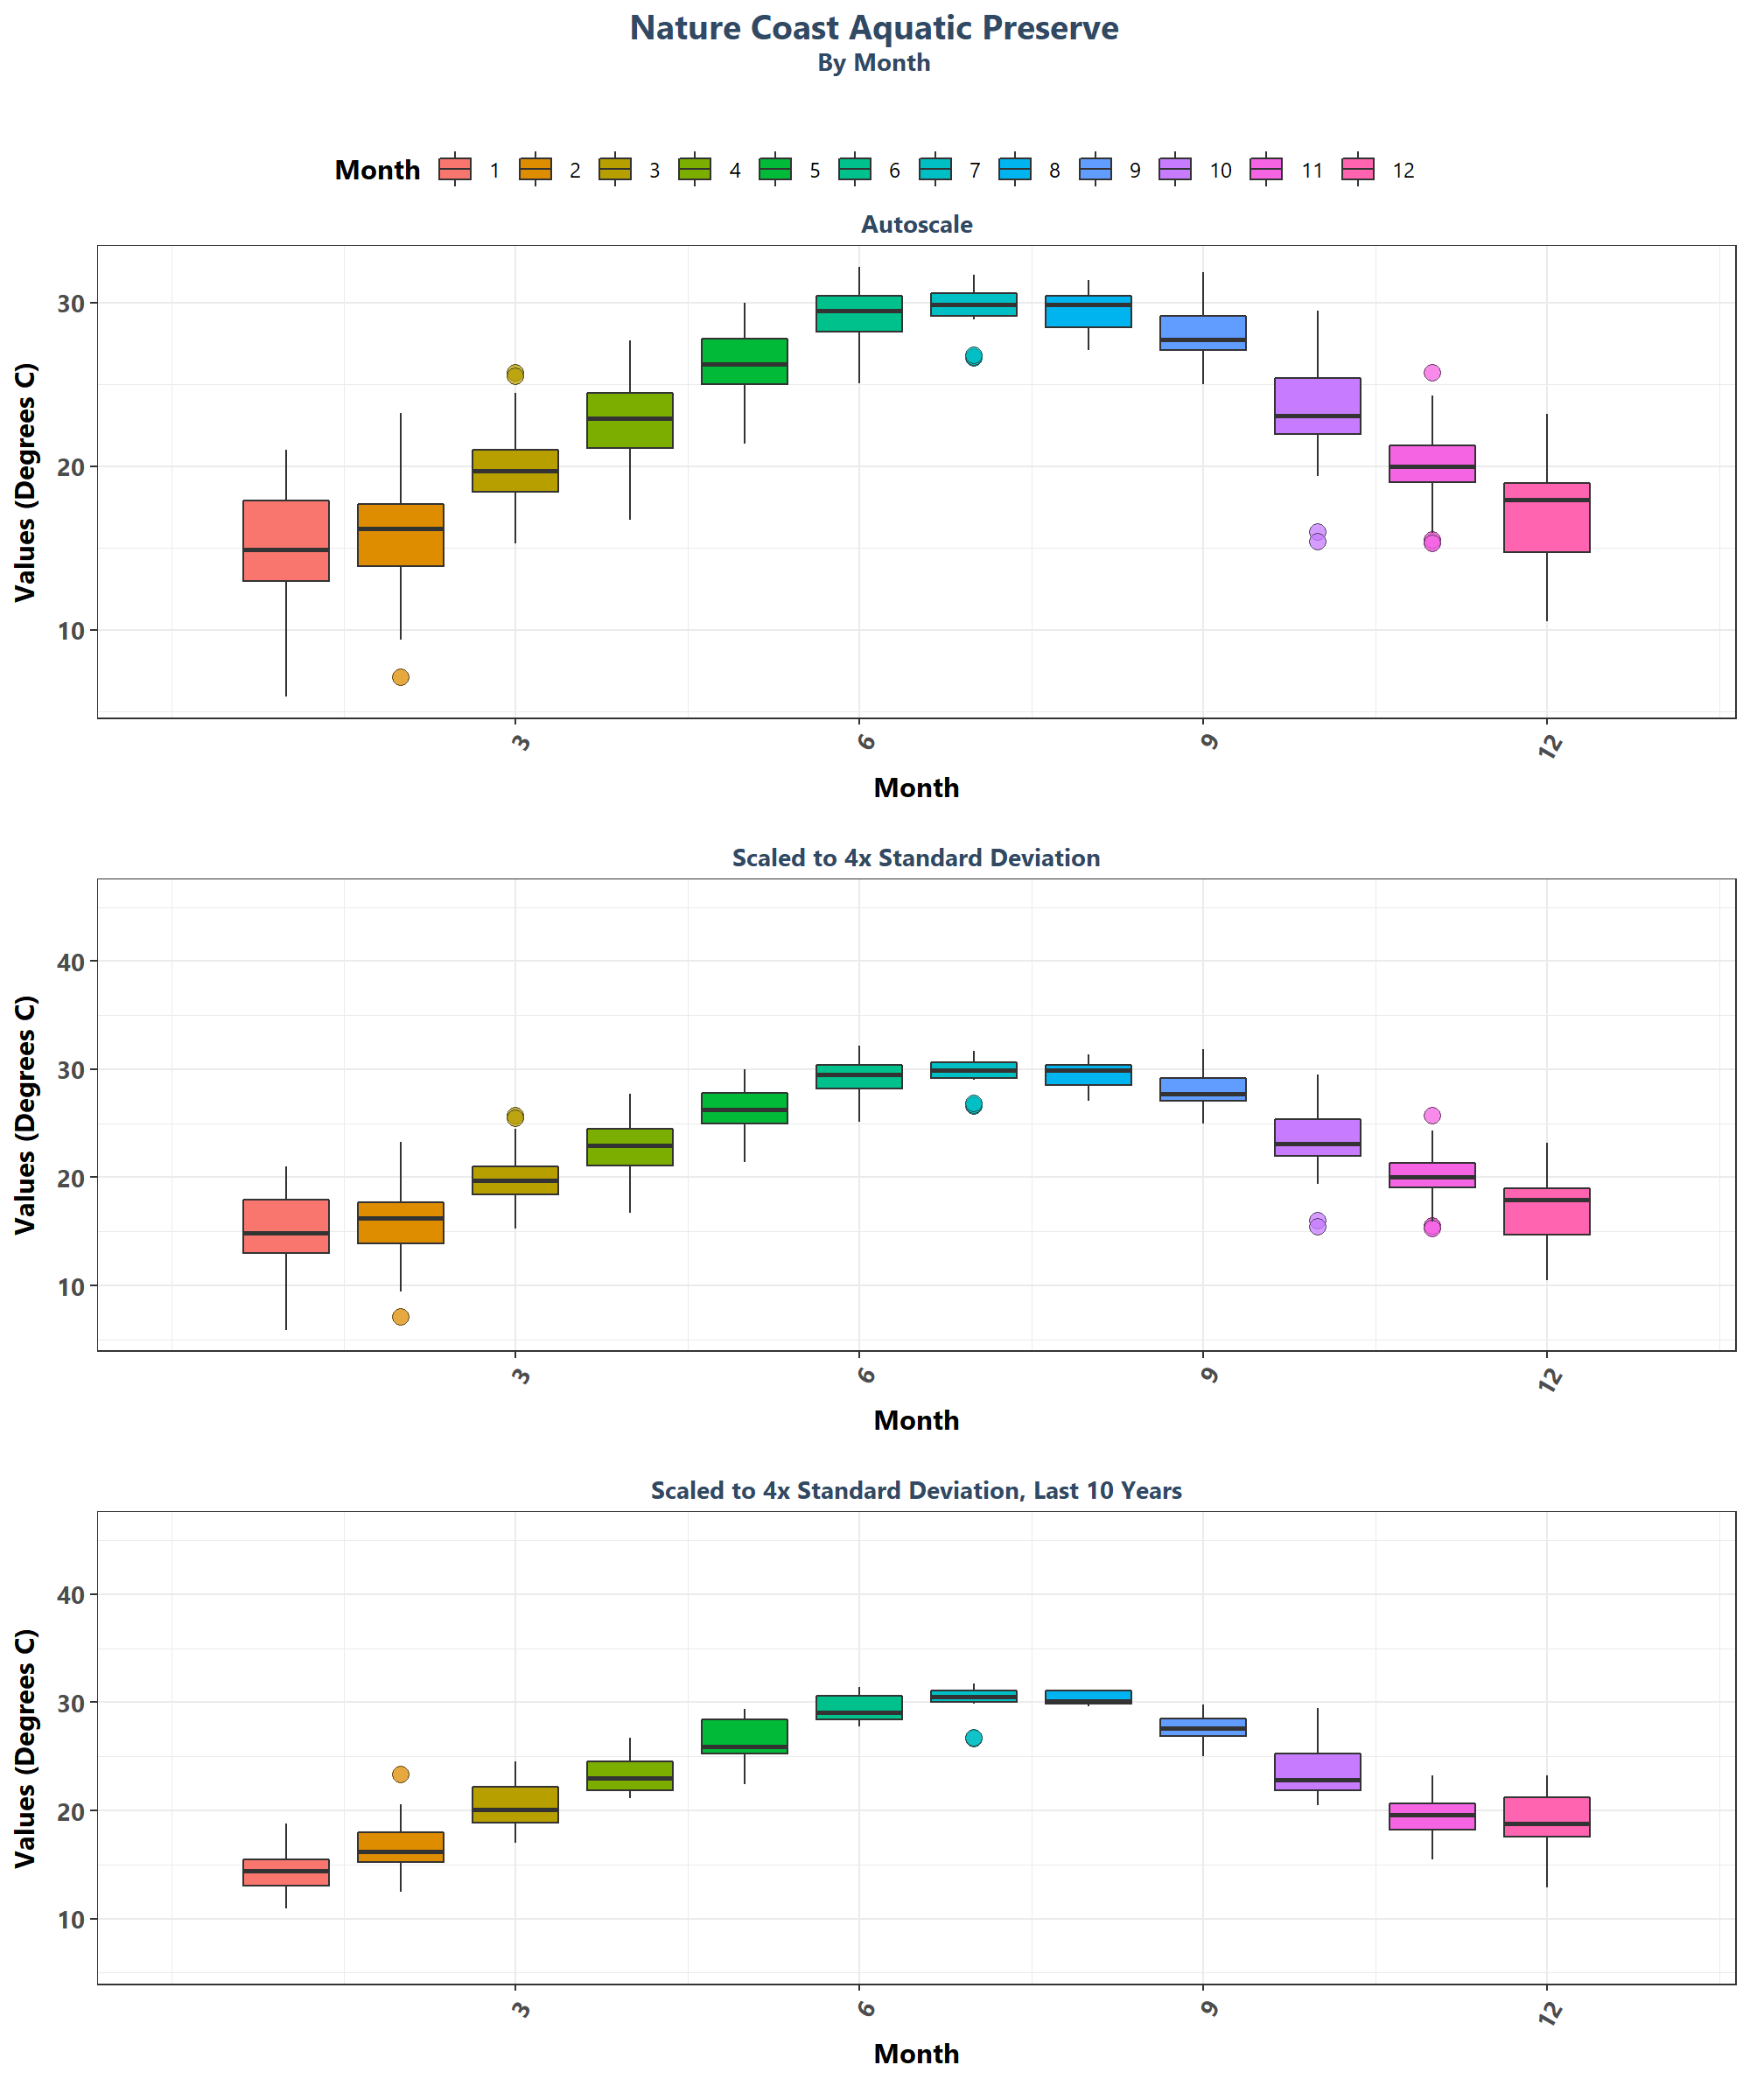 Nature Coast Aquatic Preserve
By Month
Month 1 2 3 4 5 6 7 8 9 10 11 12
Autoscale
Values (Degrees C)
30
20
10
3 6 9 12
Month
Scaled to 4x Standard Deviation
Values (Degrees C)
40
30
20
10
3 6 9 12
Month
Scaled to 4x Standard Deviation, Last 10 Years
Values (Degrees C)
40
30
20
10
3 6 9 12
Month